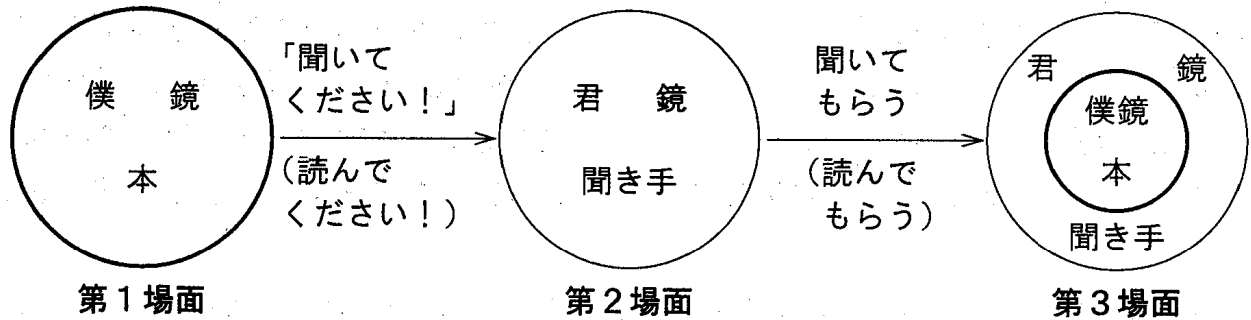 僕 鏡
本
第1場面
「聞いて
ください！」
(読んで
ください！)
君 鏡
聞き手
第2場面
聞いて
もらう
(読んで
もらう)
君 鏡
僕鏡
本
聞き手
第3場面